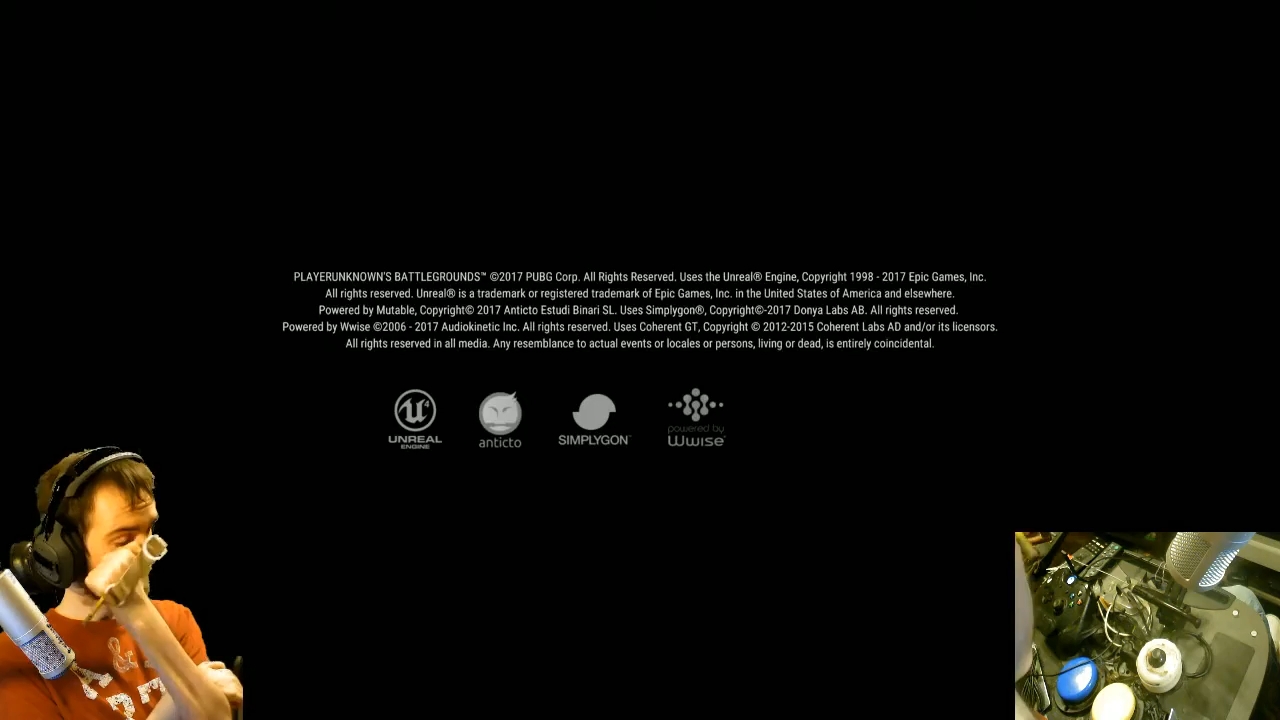 PLAYERUNKNOWN'S BATTLEGROUNDS™ ©2017 PUBG Corp. All Rights Reserved. Uses the Unreal® Engine, Copyright 1998 - 2017 Epic Games, Inc.
All rights reserved. Unreal® is a trademark or registered trademark of Epic Games, Inc. in the United States of America and elsewhere.
Powered by Mutable, Copyright© 2017 Anticto Estudi Binari SL. Uses Simplygon®, Copyright©-2017 Donya Labs AB. All rights reserved.
Powered by Wwise ©2006 - 2017 Audiokinetic Inc. All rights reserved. Uses Coherent GT, Copyright © 2012-2015 Coherent Labs AD and/or its licensors.
All rights reserved in all media. Any resemblance to actual events or locales or persons, living or dead, is entirely coincidental.
UNREAL
ENGINE
anticto
SIMPLYGON™
powered by
wwise
&